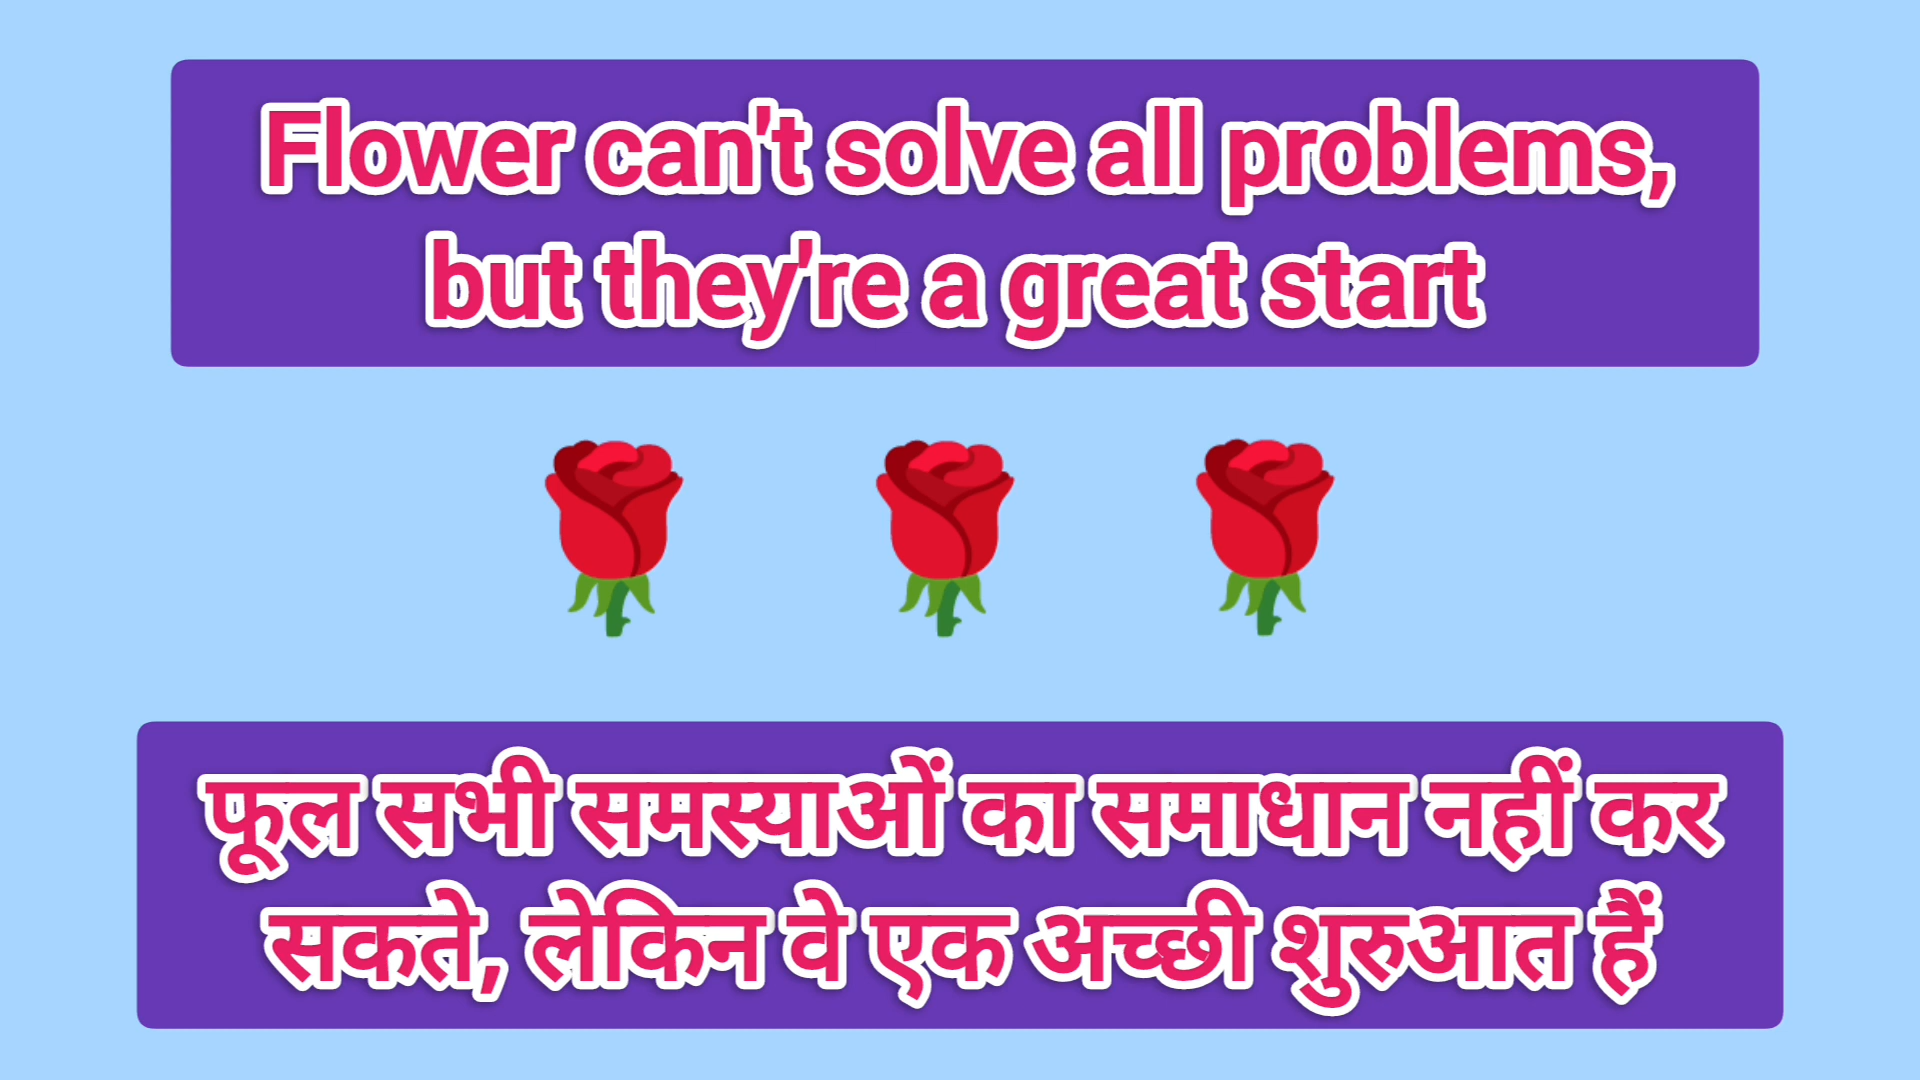 Flower can't solve all problems,
but they're a great start
फूल सभी समस्याओं का समाधान नहीं कर
सकते, लेकिन वे एक अच्छी शुरुआत हैं